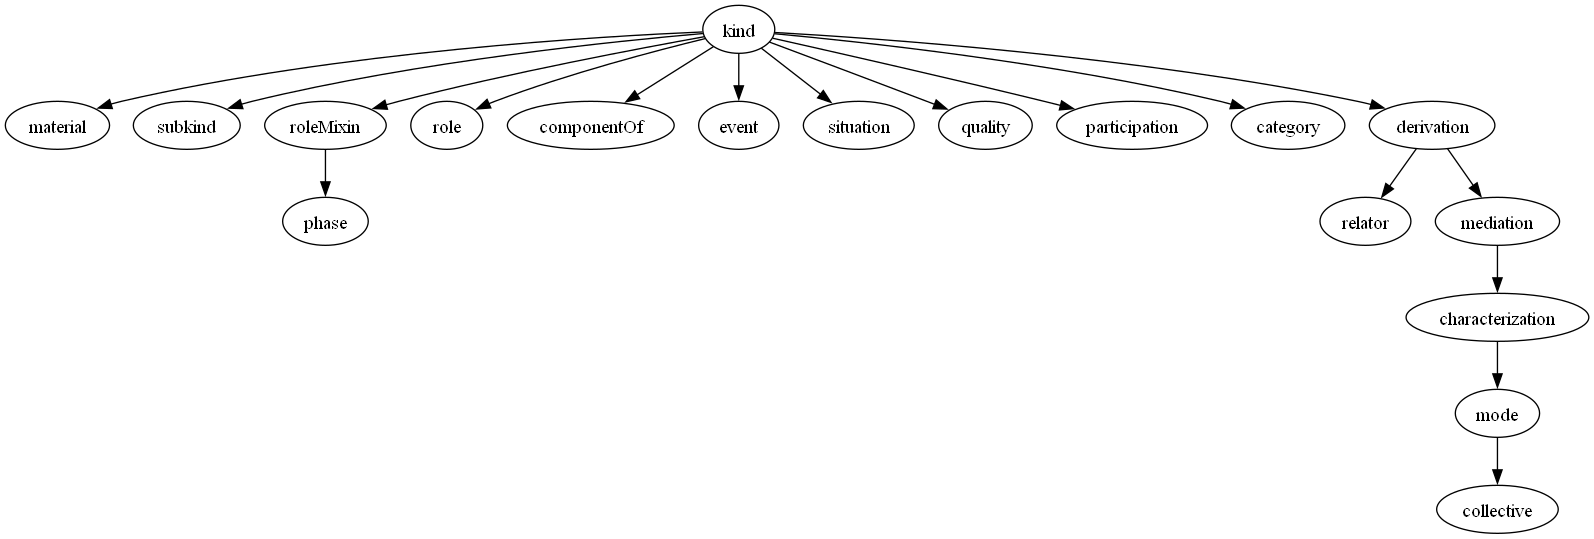 kind
material
subkind
roleMixin
role
componentOf
event
situation
quality
participation
category
derivation
phase
relator
mediation
characterization
mode
collective